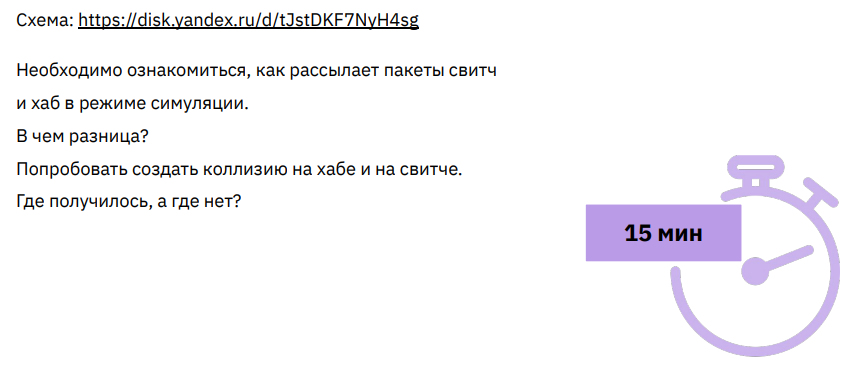 Схема: https://disk.yandex.ru/d/tJstDKF7NyH4sg
Необходимо ознакомиться, как рассылает пакеты свитч
и хаб в режиме симуляции.
В чем разница?
Попробовать создать коллизию на хабе и на свитче.
Где получилось, а где нет?
15 мин